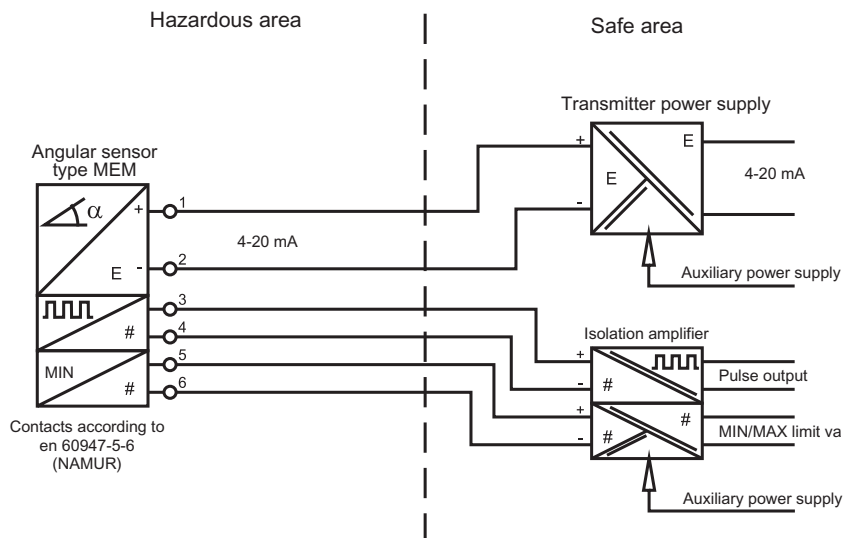 Hazardous area
Safe area
Transmitter power supply
Angular sensor
type MEM
α
+
1
4-20 mA
E
-
2
+
-
E
E
4-20 mA
Auxiliary power supply
3
#
4
MIN
5
#
6
Contacts according to
en 60947-5-6
(NAMUR)
Isolation amplifier
+
-
#
Pulse output
+
-
#
#
MIN/MAX limit va
Auxiliary power supply